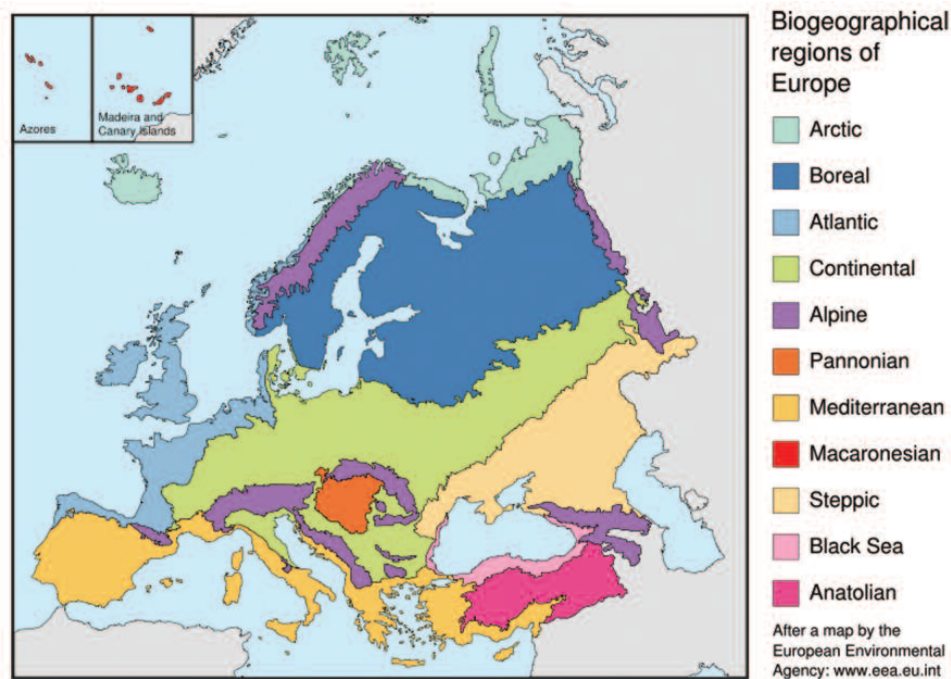 Azores
Madeira and
Canary Islands
Biogeographical
regions of
Europe
Arctic
Boreal
Atlantic
Continental
Alpine
Pannonian
Mediterranean
Macaronesian
Steppic
Black Sea
Anatolian
After a map by the
European Environmental
Agency: www.eea.eu.int